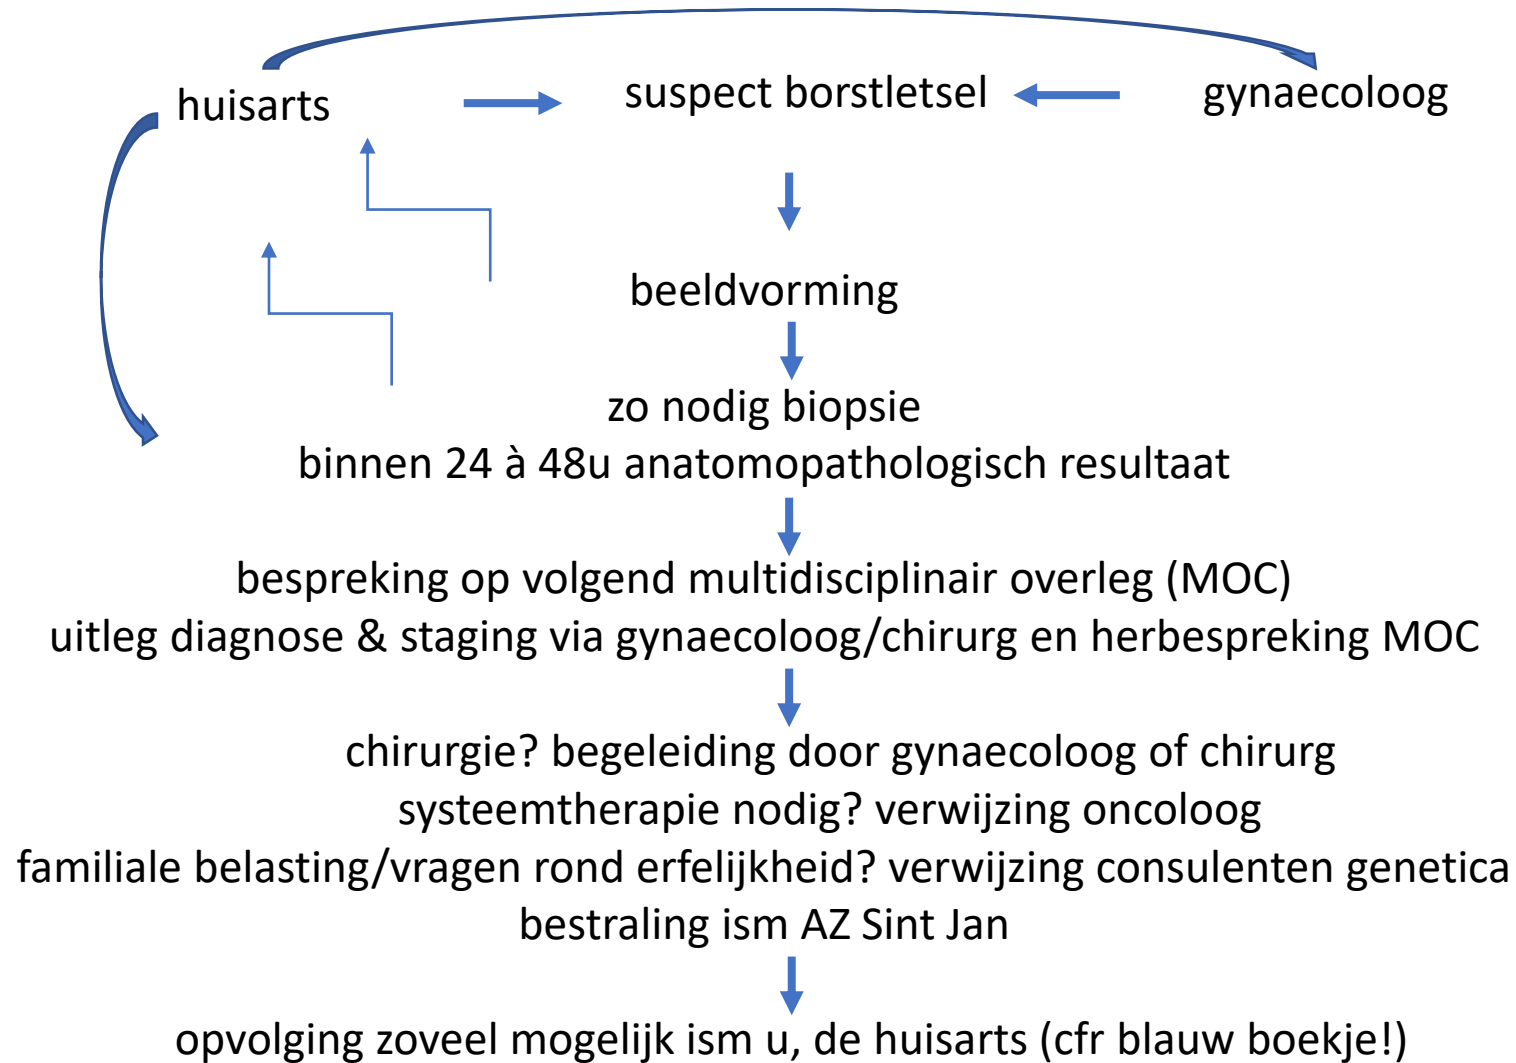 huisarts
suspect borstletsel
gynaecoloog
beeldvorming
zo nodig biopsie
binnen 24 à 48u anatomopathologisch resultaat
bespreking op volgend multidisciplinair overleg (MOC)
uitleg diagnose & staging via gynaecoloog/chirurg en herbespreking MOC
chirurgie? begeleiding door gynaecoloog of chirurg
systeemtherapie nodig? verwijzing oncoloog
familiale belasting/vragen rond erfelijkheid? verwijzing consulenten genetica
bestraling ism AZ Sint Jan
opvolging zoveel mogelijk ism u, de huisarts (cfr blauw boekje!)